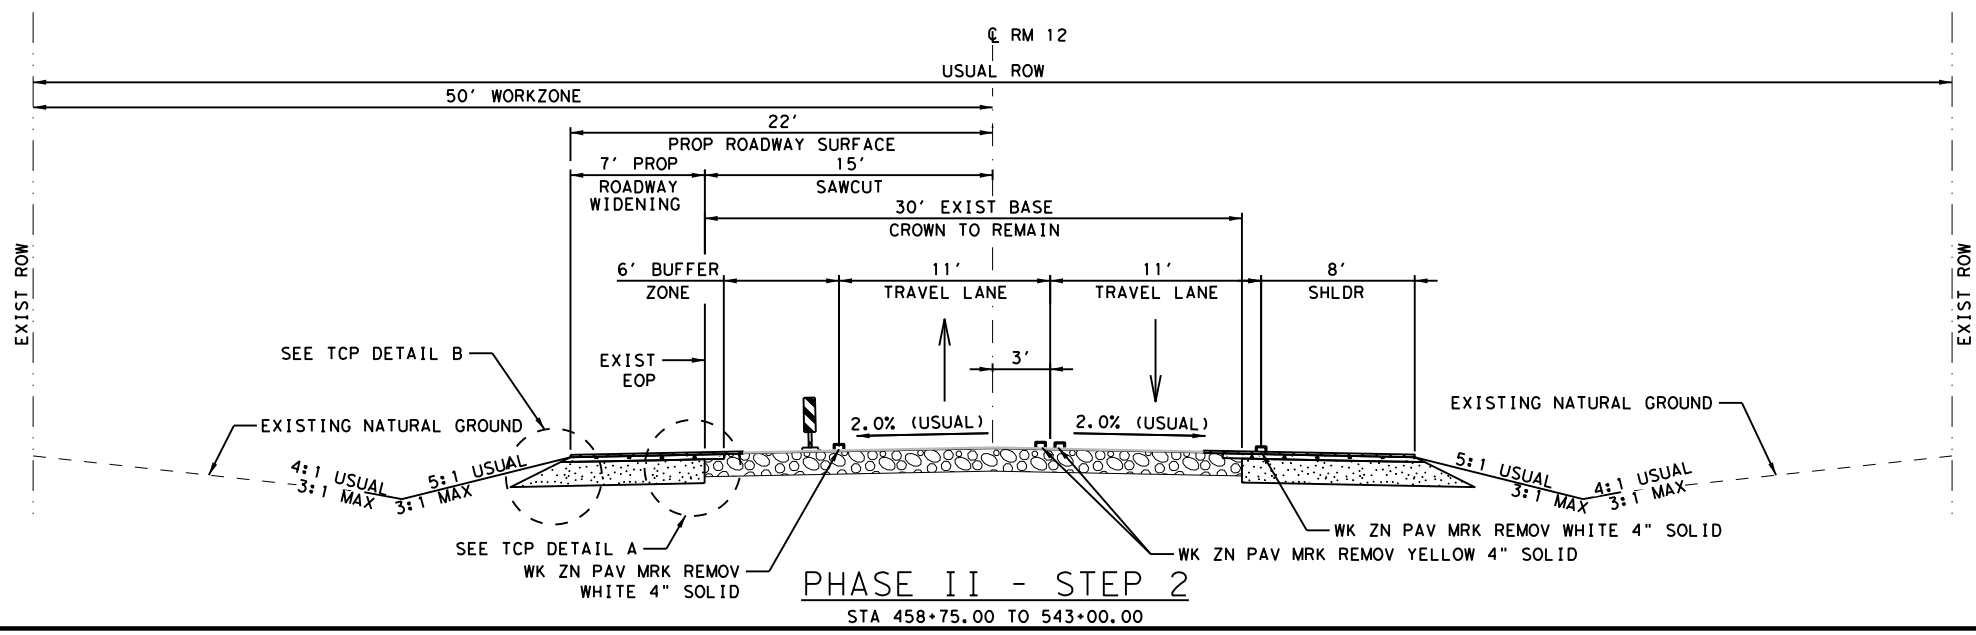 ℄ RM 12
USUAL ROW
50' WORKZONE
22'
PROP ROADWAY SURFACE
7' PROP
ROADWAY
WIDENING
15'
SAWCUT
30' EXIST BASE
CROWN TO REMAIN
6' BUFFER
ZONE
11'
TRAVEL LANE
11'
TRAVEL LANE
8'
SHLDR
EXIST ROW
EXIST ROW
SEE TCP DETAIL B
EXIST
EOP
3'
EXISTING NATURAL GROUND
2.0% (USUAL)
2.0% (USUAL)
EXISTING NATURAL GROUND
4:1 USUAL
3:1 MAX
5:1 USUAL
3:1 MAX
5:1 USUAL
3:1 MAX
4:1 USUAL
3:1 MAX
SEE TCP DETAIL A
WK ZN PAV MRK REMOV
WHITE 4" SOLID
WK ZN PAV MRK REMOV WHITE 4" SOLID
WK ZN PAV MRK REMOV YELLOW 4" SOLID
PHASE II - STEP 2
STA 458+75.00 TO 543+00.00